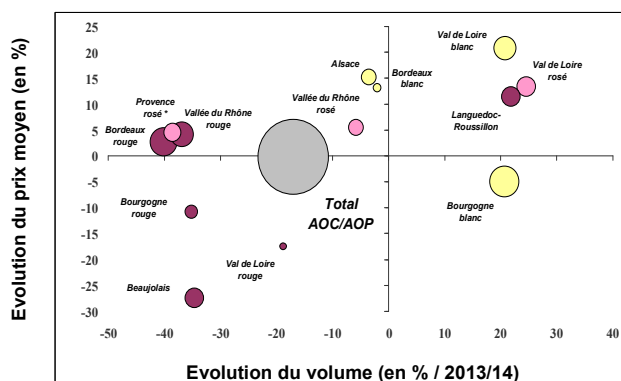 Evolution du prix moyen (en %)
25
20
15
10
5
0
-5
-10
-15
-20
-25
-30
Val de Loire
blanc
Alsace
Bordeaux
blanc
Val de Loire
rosé
Provence
rosé *
Vallée du Rhône
rouge
Vallée du Rhône
rosé
Languedoc-
Roussillon
Bordeaux
rouge
Total
AOC/AOP
Bourgogne
rouge
Bourgogne
blanc
Val de Loire
rouge
Beaujolais
-50
-40
-30
-20
-10
0
10
20
30
40
Evolution du volume (en % / 2013/14)